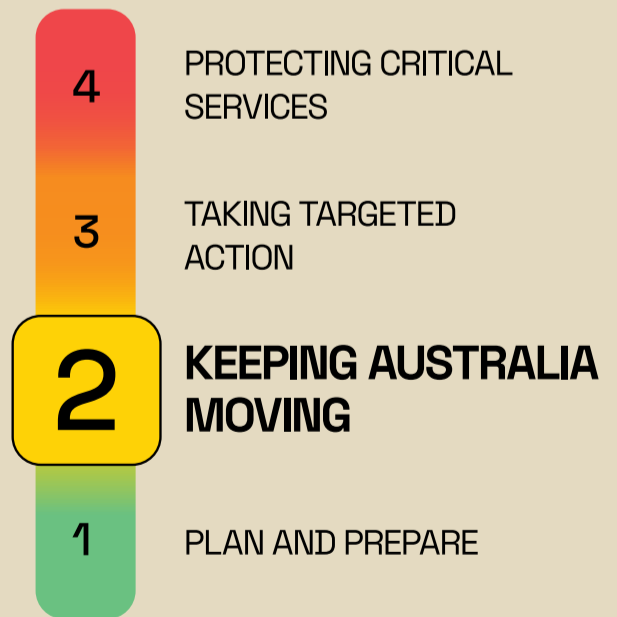 4
PROTECTING CRITICAL
SERVICES
3
TAKING TARGETED
ACTION
2
KEEPING AUSTRALIA
MOVING
1
PLAN AND PREPARE